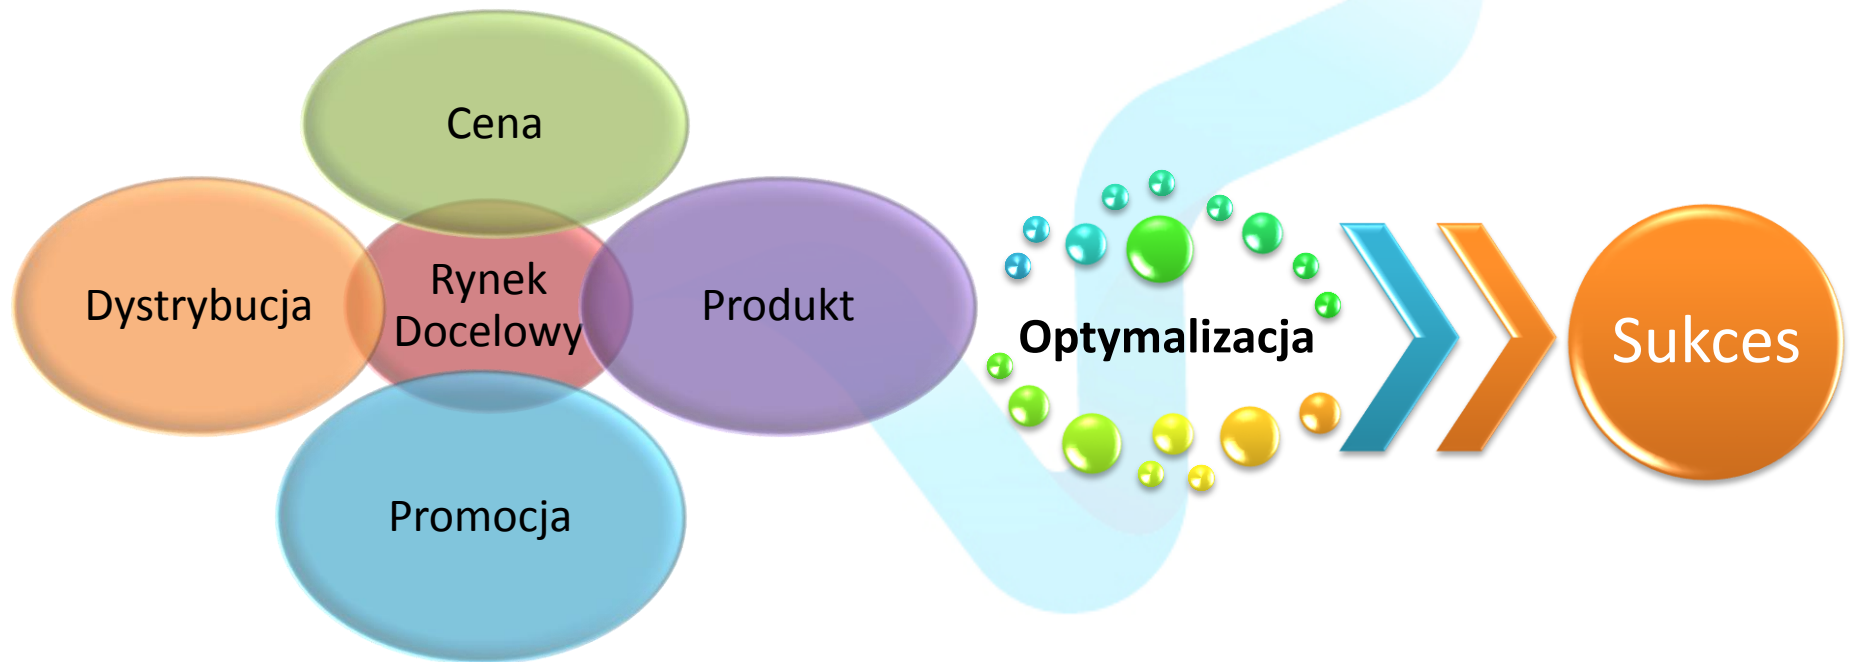 Cena
Dystrybucja
Rynek
Docelowy
Produkt
Promocja
Optymalizacja
Sukces